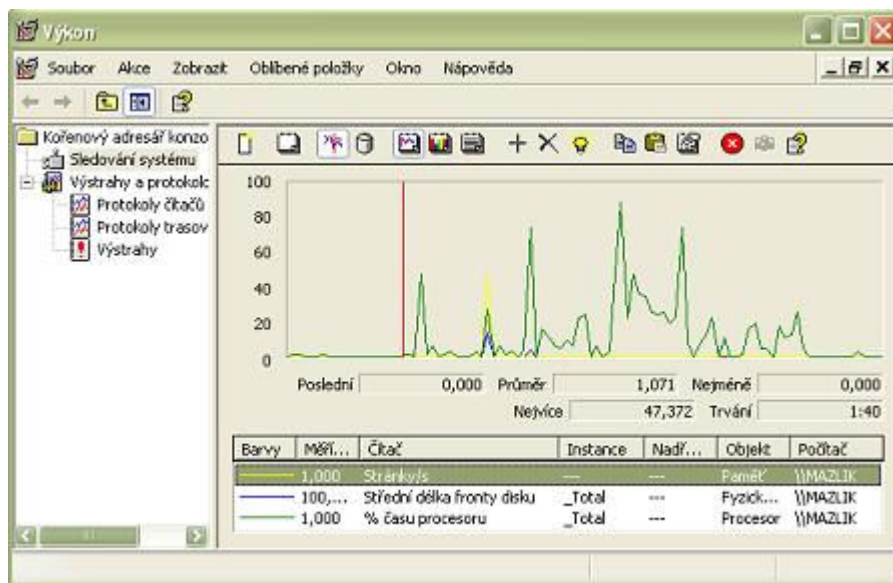 Výkon
Soubor Akce Zobrazit Oblíbené položky Okno Nápověda
Kořenový adresář konzo
Sledování systému
Výstrahy a protokolc
Protokoly čítačů
Protokoly trasov
Výstrahy
100
80
60
40
20
0
Poslední 0,000 Průměr 1,071 Nejméně 0,000
Nejvíce 47,372 Trvání 1:40
Barvy Měří... Čítač Instance Nadř... Objekt Počítač
1,000 Stránky/s --- --- Paměť \\MAZLIK
100,... Střední délka fronty disku _Total --- Fyzick... \\MAZLIK
1,000 % času procesoru _Total --- Procesor \\MAZLIK